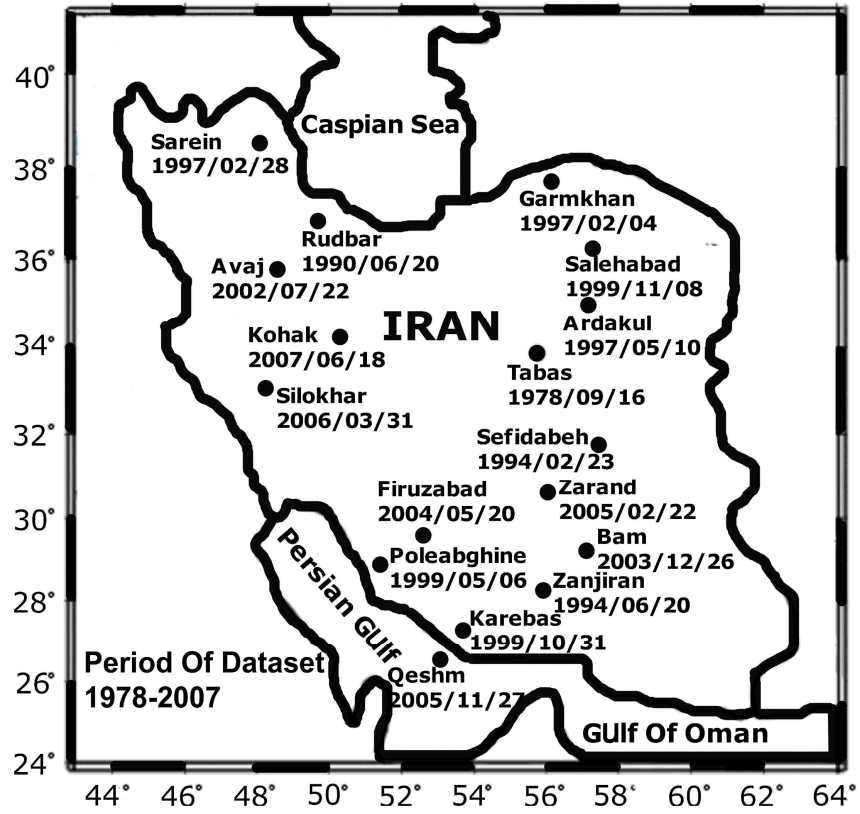 40°
Caspian Sea
Sarein
1997/02/28
38°
Garmkhan
1997/02/04
Rudbar
1990/06/20
36°
Avaj
2002/07/22
Salehabad
1999/11/08
IRAN
Ardakul
1997/05/10
34°
Kohak
2007/06/18
Tabas
1978/09/16
Silokhar
2006/03/31
32°
Sefidabeh
1994/02/23
Firuzabad
2004/05/20
Zarand
2005/02/22
30°
Bam
2003/12/26
Persian Gulf
Poleabghine
1999/05/06
Zanjiran
1994/06/20
28°
Karebas
1999/10/31
Period Of Dataset
1978-2007
26°
Qeshm
2005/11/27
Gulf Of Oman
24°
44° 46° 50° 52° 54° 56° 58° 60° 62° 64°